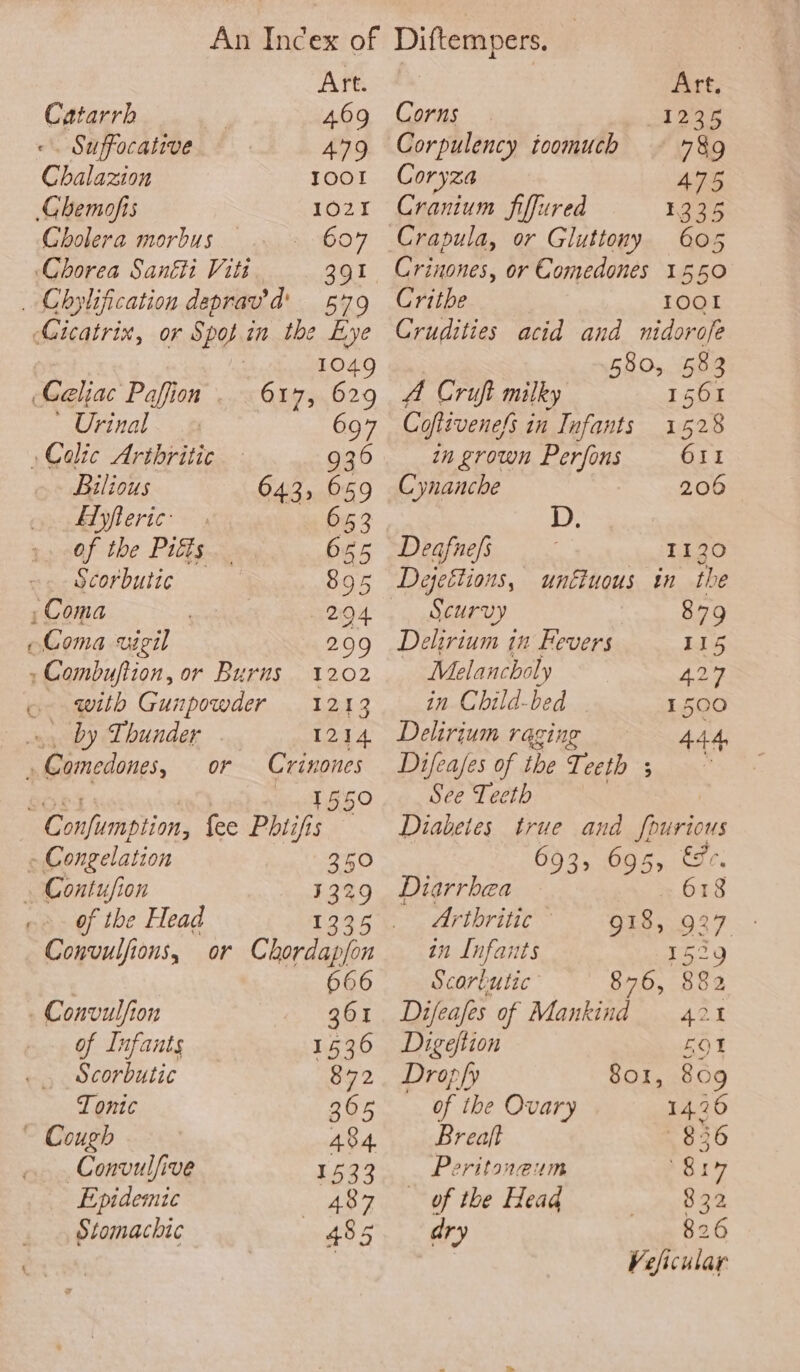 An Index of Diftempers.
Art.
Catarrh 469
Suffocative 479
Chalazion 1001
Chemofis 1021
Cholera morbus 607
Chorea Sancti Viti 391
Chylification deprav'd 579
Cicatrix, or Spot in the Eye
1049
Celiac Paffion 617, 629
Urinal 697
Colic Arthritic 936
Bilious 643, 659
Hyfteric 653
of the Picts 655
Scorbutic 895
Coma 294
Coma vigil 299
Combuftion, or Burns 1202
with Gunpowder 1213
by Thunder 1214
Comedones, or Crinones
1550
Confumption, fee Phtifis
Congelation 350
Contufion 1329
of the Head 1335
Convulfions, or Chordapfon
666
Convulfion 361
of Infants 1536
Scorbutic 872
Tonic 365
Cough 484
Convulfive 1533
Epidemic 487
Stomachic 485
Art.
Corns 1235
Corpulency toomuch 789
Coryza 475
Cranium fiffured 1335
Crapula, or Gluttony 605
Crinones, or Comedones 1550
Crithe 1001
Crudities acid and nidorofe
580, 583
A Cruft milky 1561
Coftivenefs in Infants 1528
in grown Perfons 611
Cynanche 206
D.
Deafnefs 1130
Dejections, unctuous in the
Scurvy 879
Delirium in Fevers 115
Melancholy 427
in Child-bed 1500
Delirium raging 444
Difeafes of the Teeth ;
See Teeth
Diabetes true and fpurious
693, 695, &c.
Diarrhea 618
Arthritic 918, 937
in Infants 1529
Scorbutic 876, 882
Difeafes of Mankind 421
Digeftion 591
Dropfy 801, 809
of the Ovary 1436
Breaft 836
Peritonæum 817
of the Head 832
dry 826
Veficular